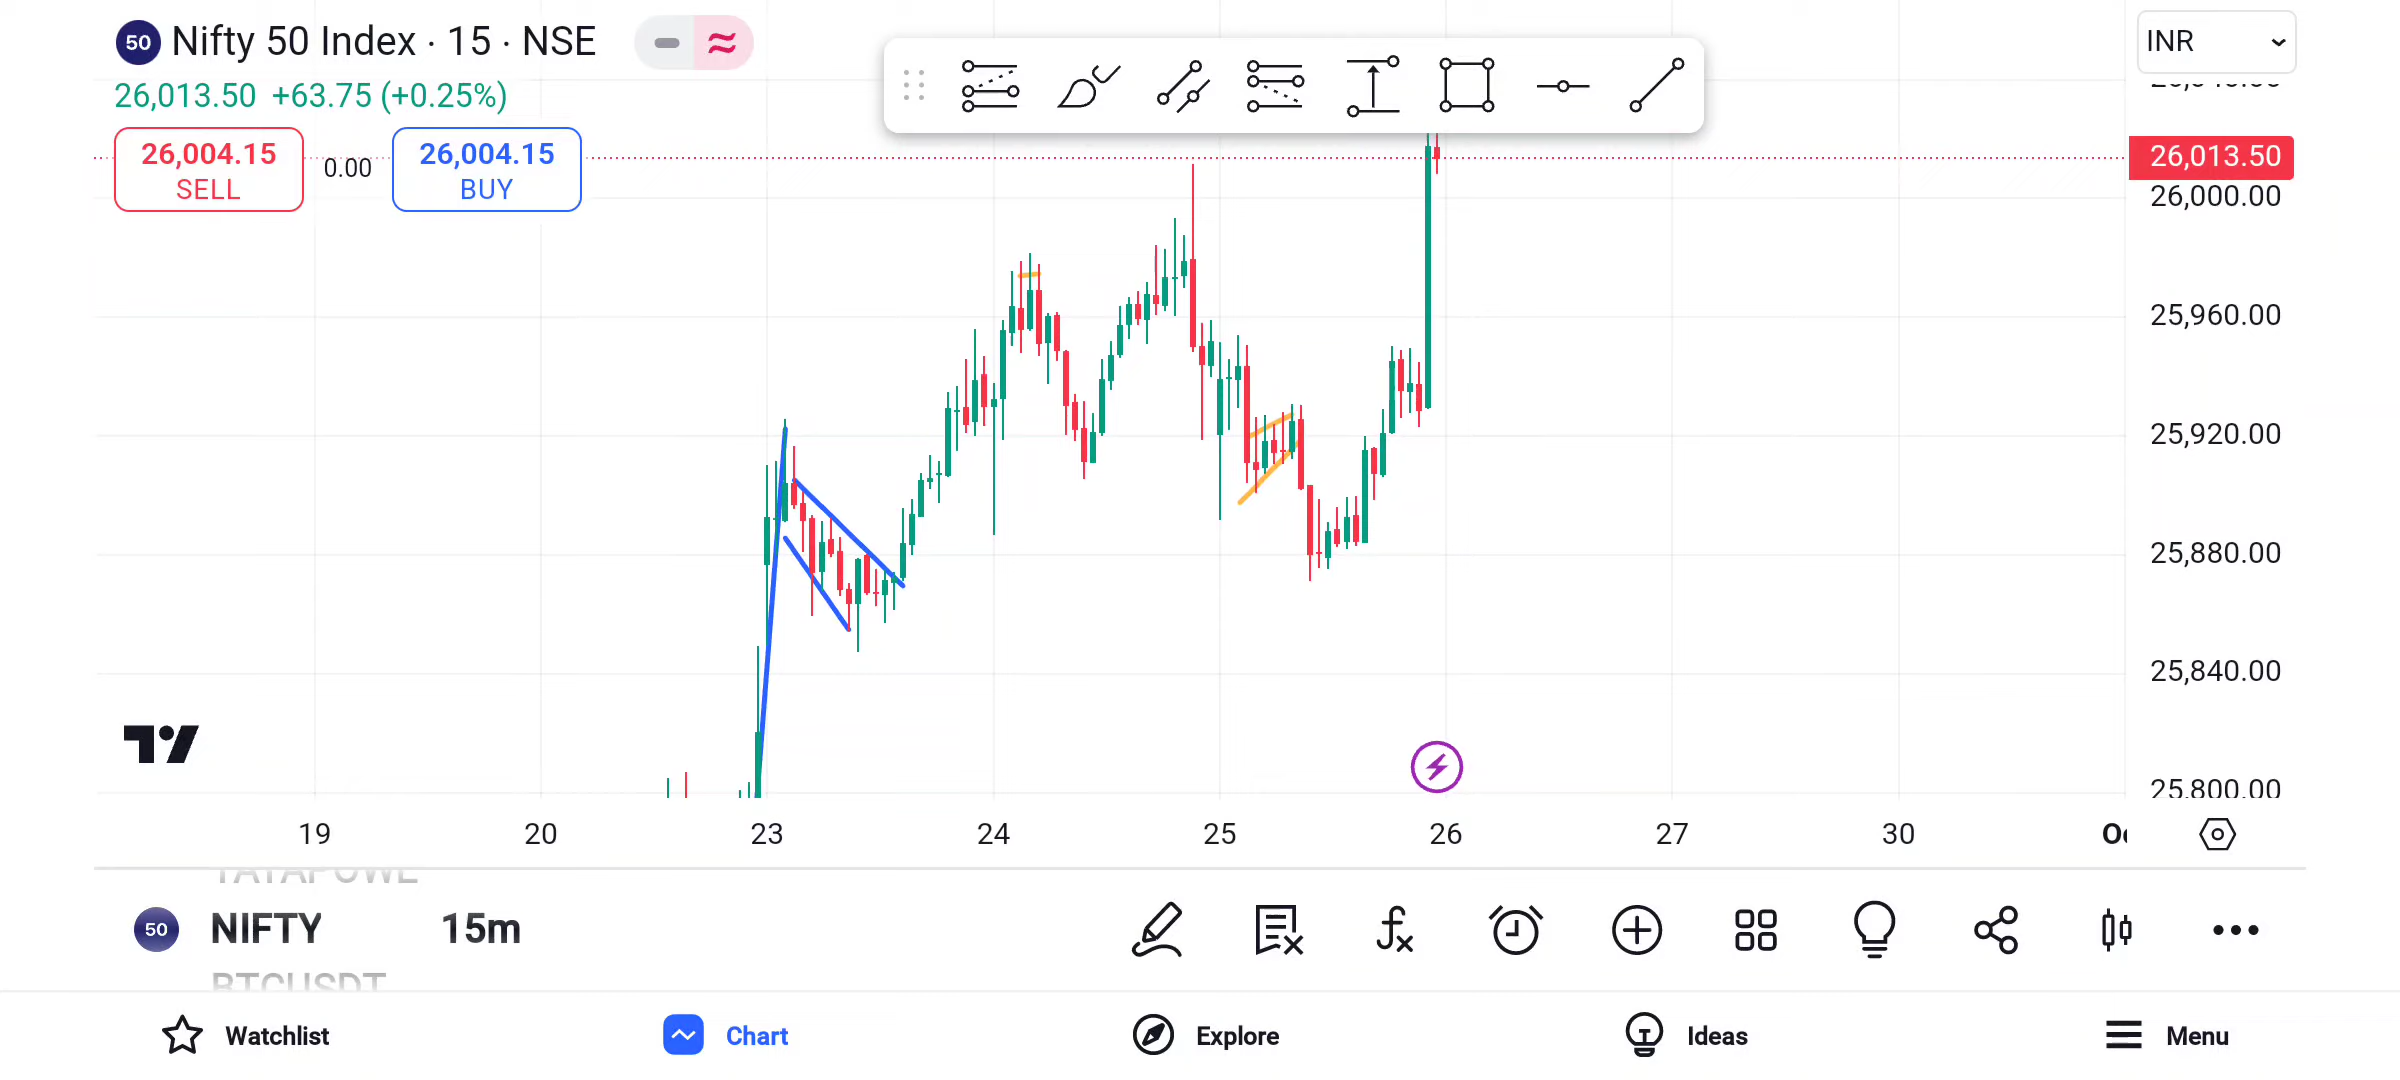 50 Nifty 50 Index · 15 · NSE
INR
26,013.50 +63.75 (+0.25%)
26,004.15
SELL
0.00
26,004.15
BUY
26,013.50
26,000.00
25,960.00
25,920.00
25,880.00
25,840.00
25,800.00
19 20 23 24 25 26 27 30
50 NIFTY 15m
BTCUSDT
Watchlist Chart Explore Ideas Menu